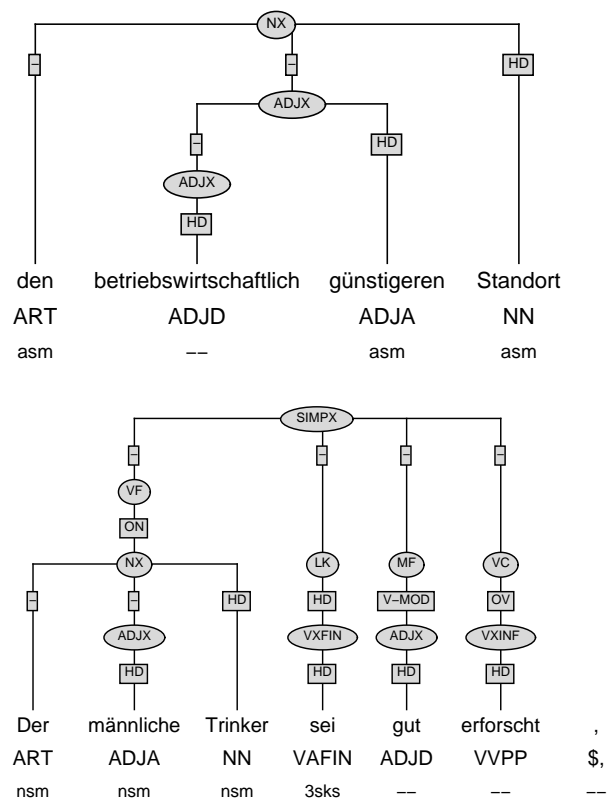 NX
– – HD
ADJX
– HD
ADJX
HD
den betriebswirtschaftlich günstigeren Standort
ART ADJD ADJA NN
asm −− asm asm
SIMPX
– – – –
VF
ON
NX LK MF VC
– – HD HD V−MOD OV
ADJX VXFIN ADJX VXINF
HD HD HD HD
Der männliche Trinker sei gut erforscht ,
ART ADJA NN VAFIN ADJD VVPP $,
nsm nsm nsm 3sks −− −− −−